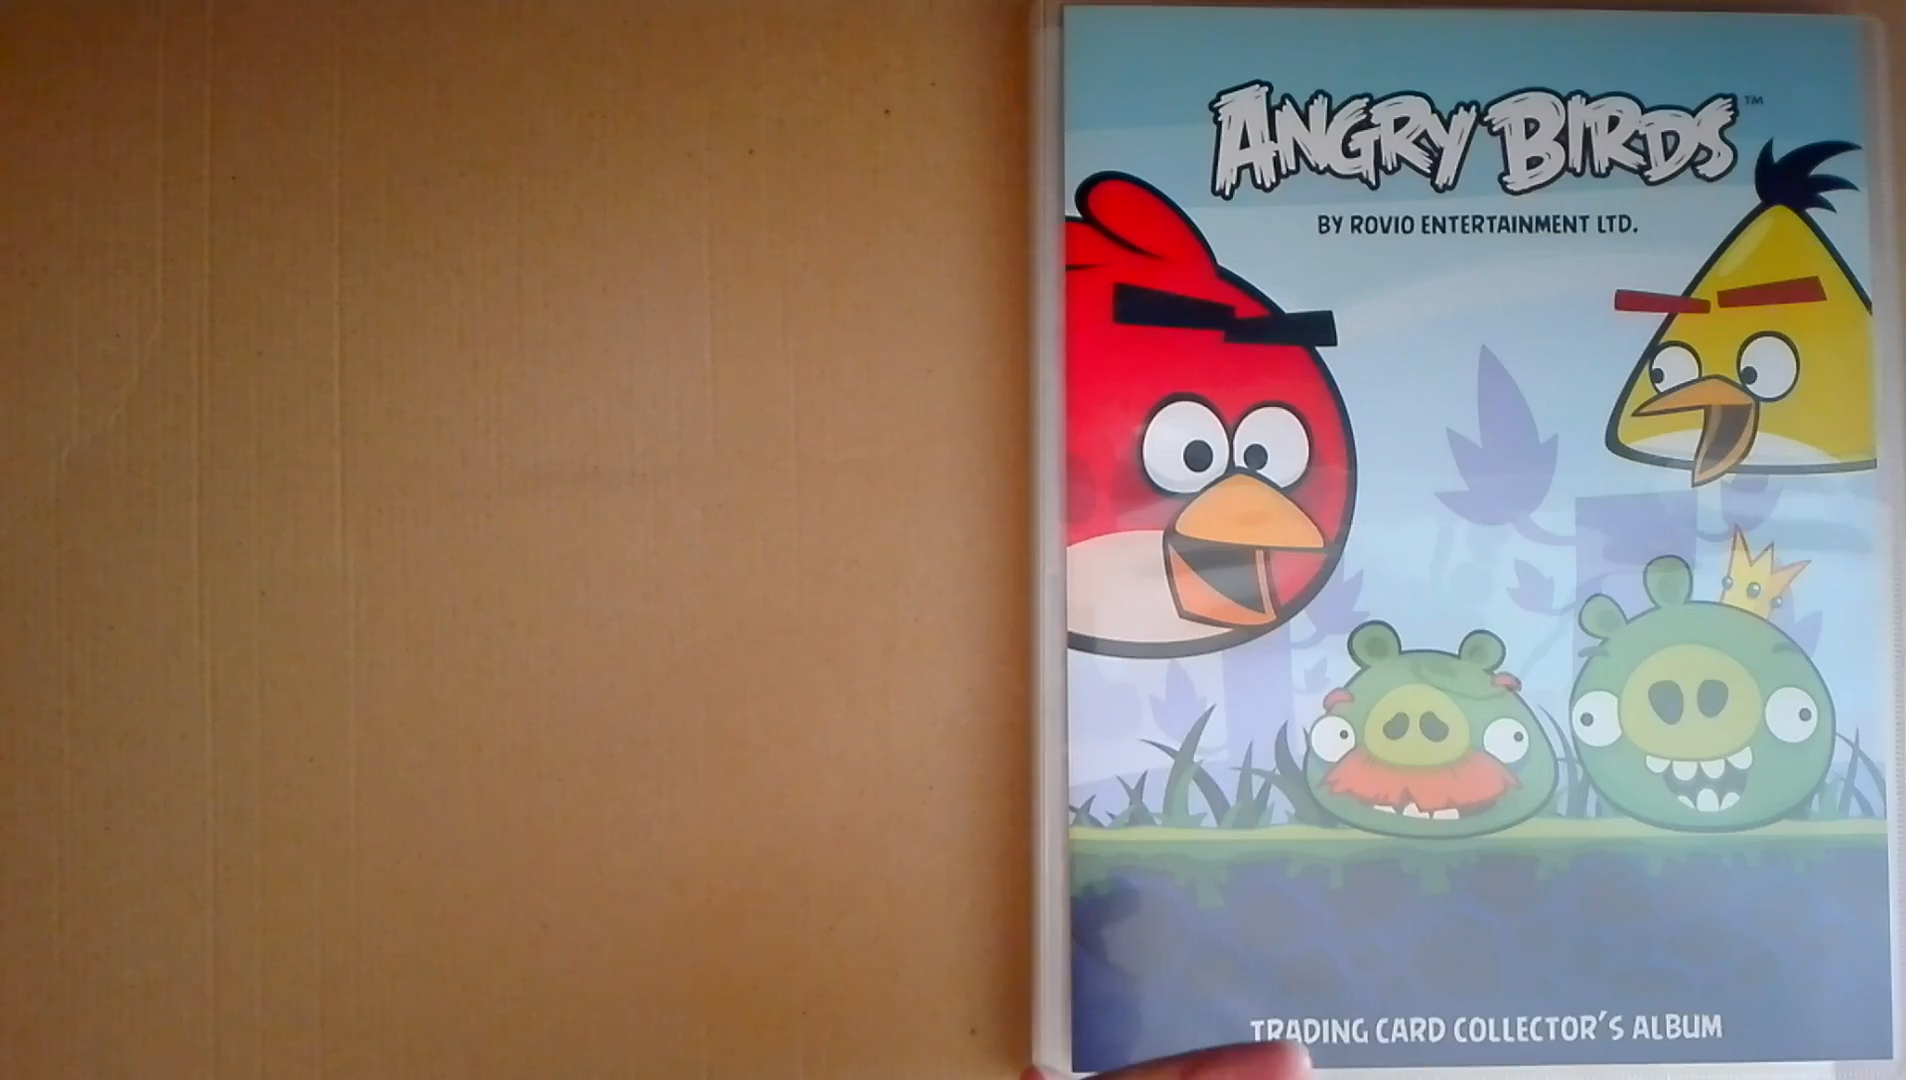 ANGRY BIRDS™
BY ROVIO ENTERTAINMENT LTD.
TRADING CARD COLLECTOR'S ALBUM